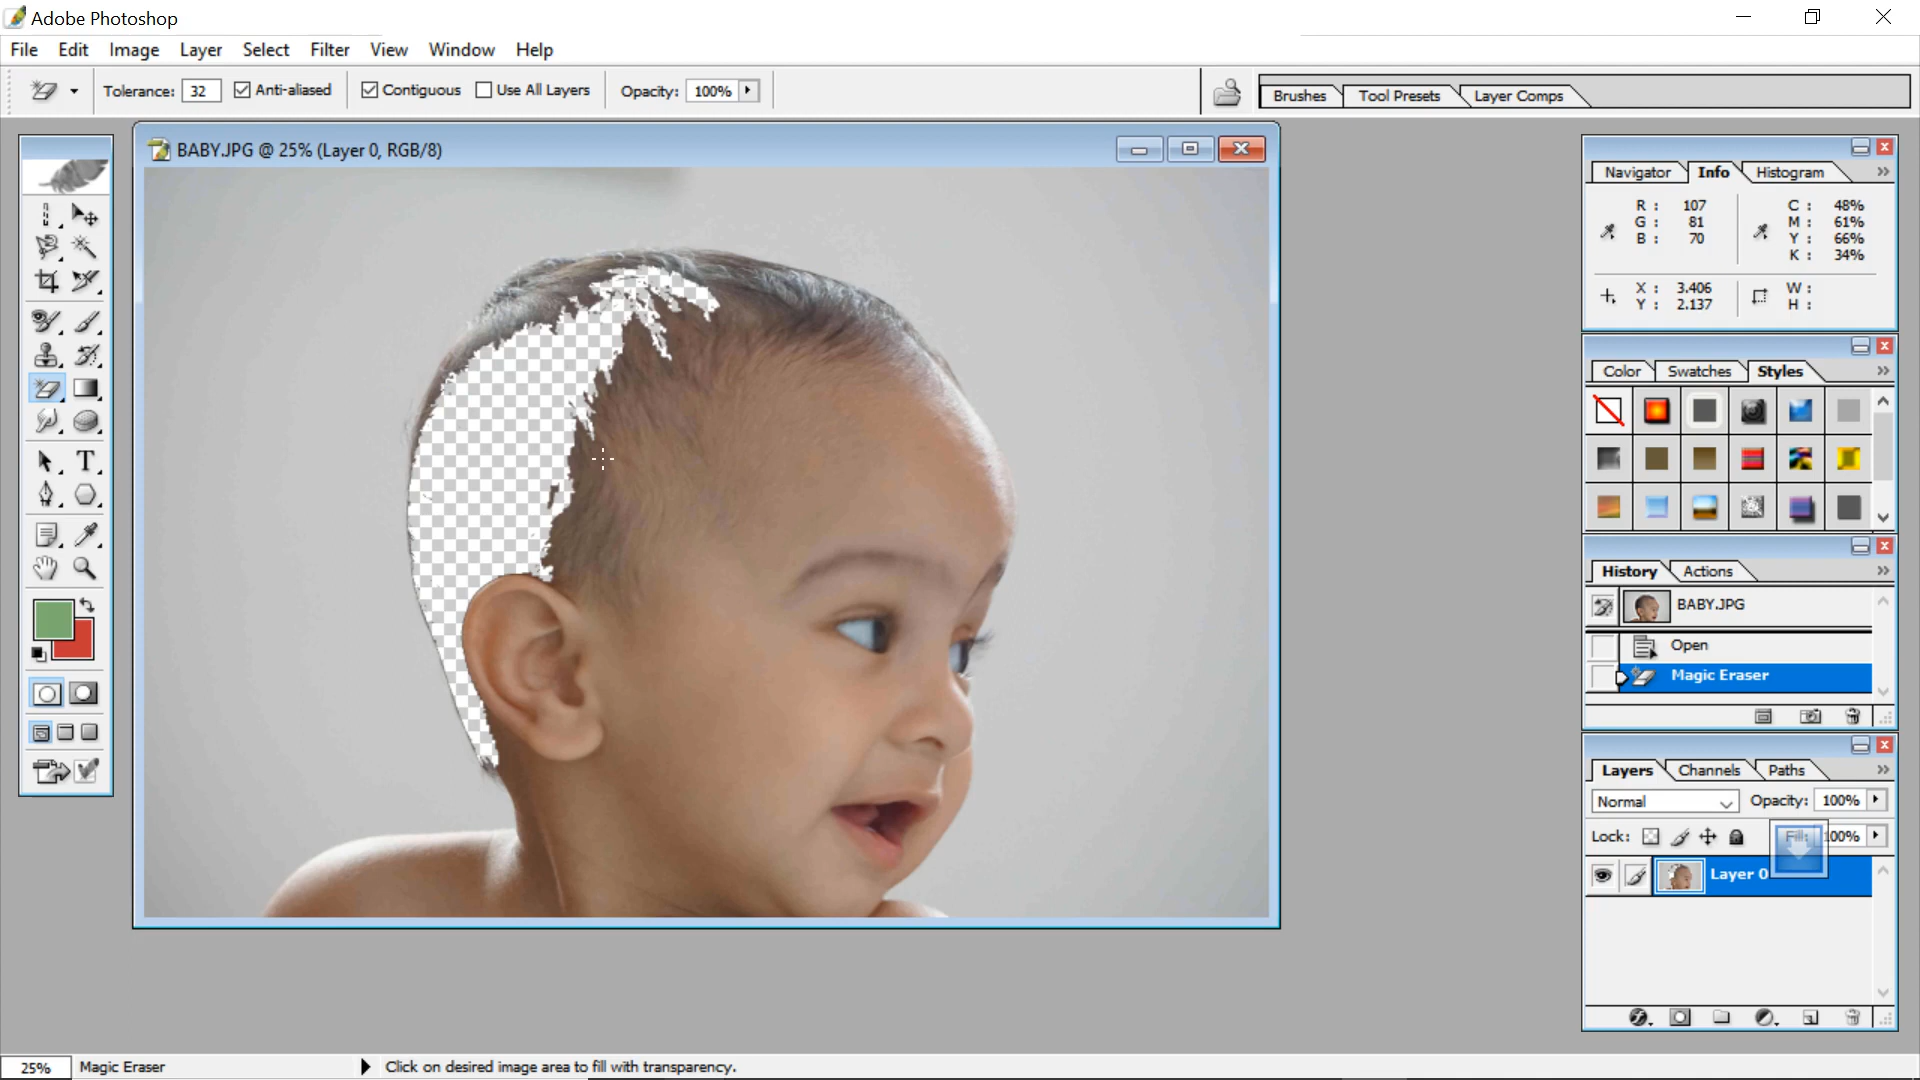 Adobe Photoshop
File Edit Image Layer Select Filter View Window Help
Tolerance: 32 Anti-aliased Contiguous Use All Layers Opacity: 100%
Brushes Tool Presets Layer Comps
BABY.JPG @ 25% (Layer 0, RGB/8)
Navigator Info Histogram
R : 107 C : 48%
G : 81 M : 61%
B : 70 Y : 66%
K : 34%
X : 3.406 W :
Y : 2.137 H :
Color Swatches Styles
History Actions
BABY.JPG
Open
Magic Eraser
Layers Channels Paths
Normal Opacity: 100%
Lock: Fill: 100%
Layer 0
25% Magic Eraser Click on desired image area to fill with transparency.